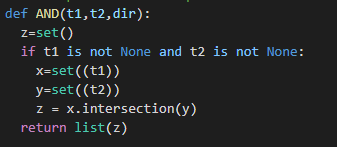 def AND(t1,t2,dir):
  z=set()
  if t1 is not None and t2 is not None:
    x=set((t1))
    y=set((t2))
    z = x.intersection(y)
  return list(z)